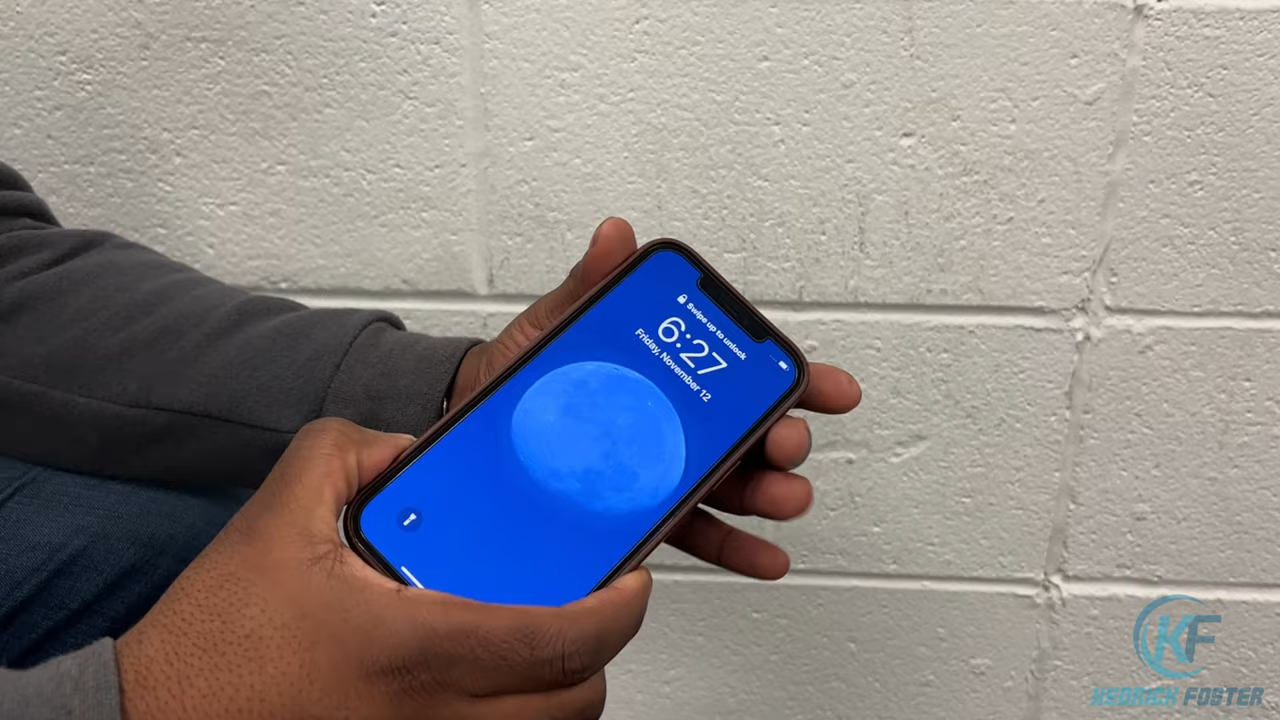 Swipe up to unlock
6:27
Friday, November 12
KF
KEDRICK FOSTER